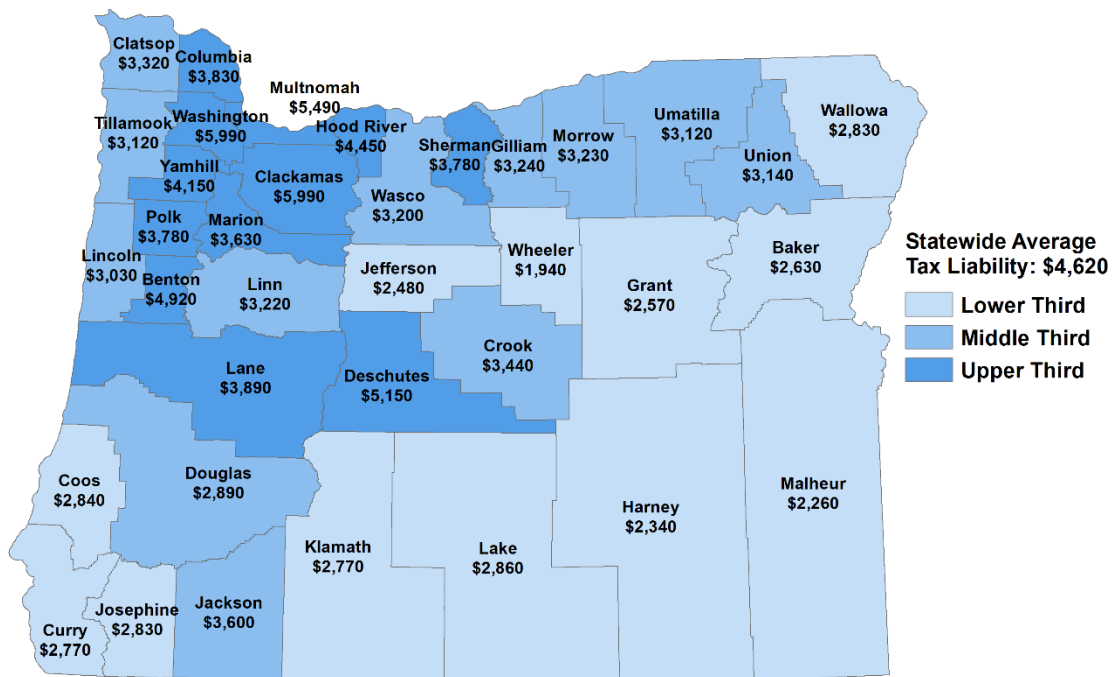 Clatsop
$3,320
Columbia
$3,830
Multnomah
$5,490
Washington
$5,990
Tillamook
$3,120
Hood River
$4,450
Sherman
$3,780
Gilliam
$3,240
Morrow
$3,230
Umatilla
$3,120
Wallowa
$2,830
Union
$3,140
Yamhill
$4,150
Clackamas
$5,990
Wasco
$3,200
Polk
$3,780
Marion
$3,630
Lincoln
$3,030
Benton
$4,920
Linn
$3,220
Jefferson
$2,480
Wheeler
$1,940
Grant
$2,570
Baker
$2,630
Statewide Average
Tax Liability: $4,620
Lower Third
Middle Third
Upper Third
Lane
$3,890
Deschutes
$5,150
Crook
$3,440
Coos
$2,840
Douglas
$2,890
Klamath
$2,770
Lake
$2,860
Harney
$2,340
Malheur
$2,260
Curry
$2,770
Josephine
$2,830
Jackson
$3,600